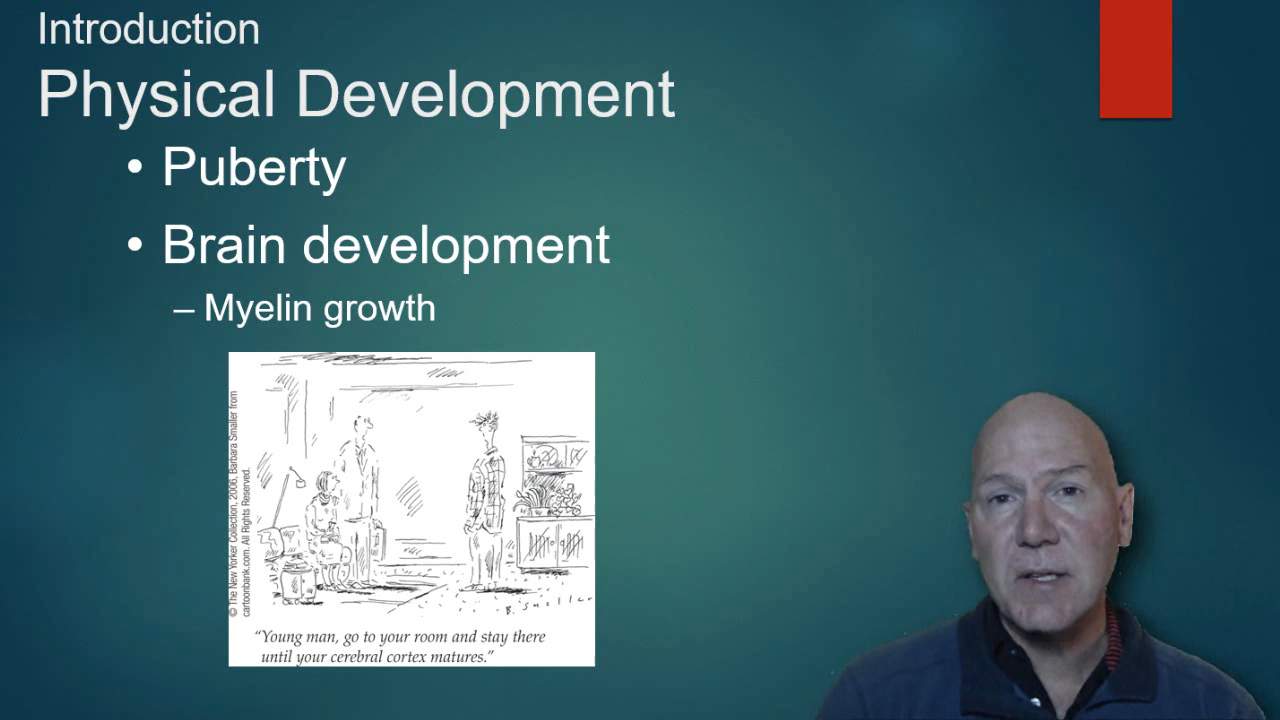 Introduction
Physical Development
• Puberty
• Brain development
– Myelin growth
© The New Yorker Collection, 2006, Barbara Smaller from
cartoonbank.com. All Rights Reserved.
B. Smaller
“Young man, go to your room and stay there
until your cerebral cortex matures.”